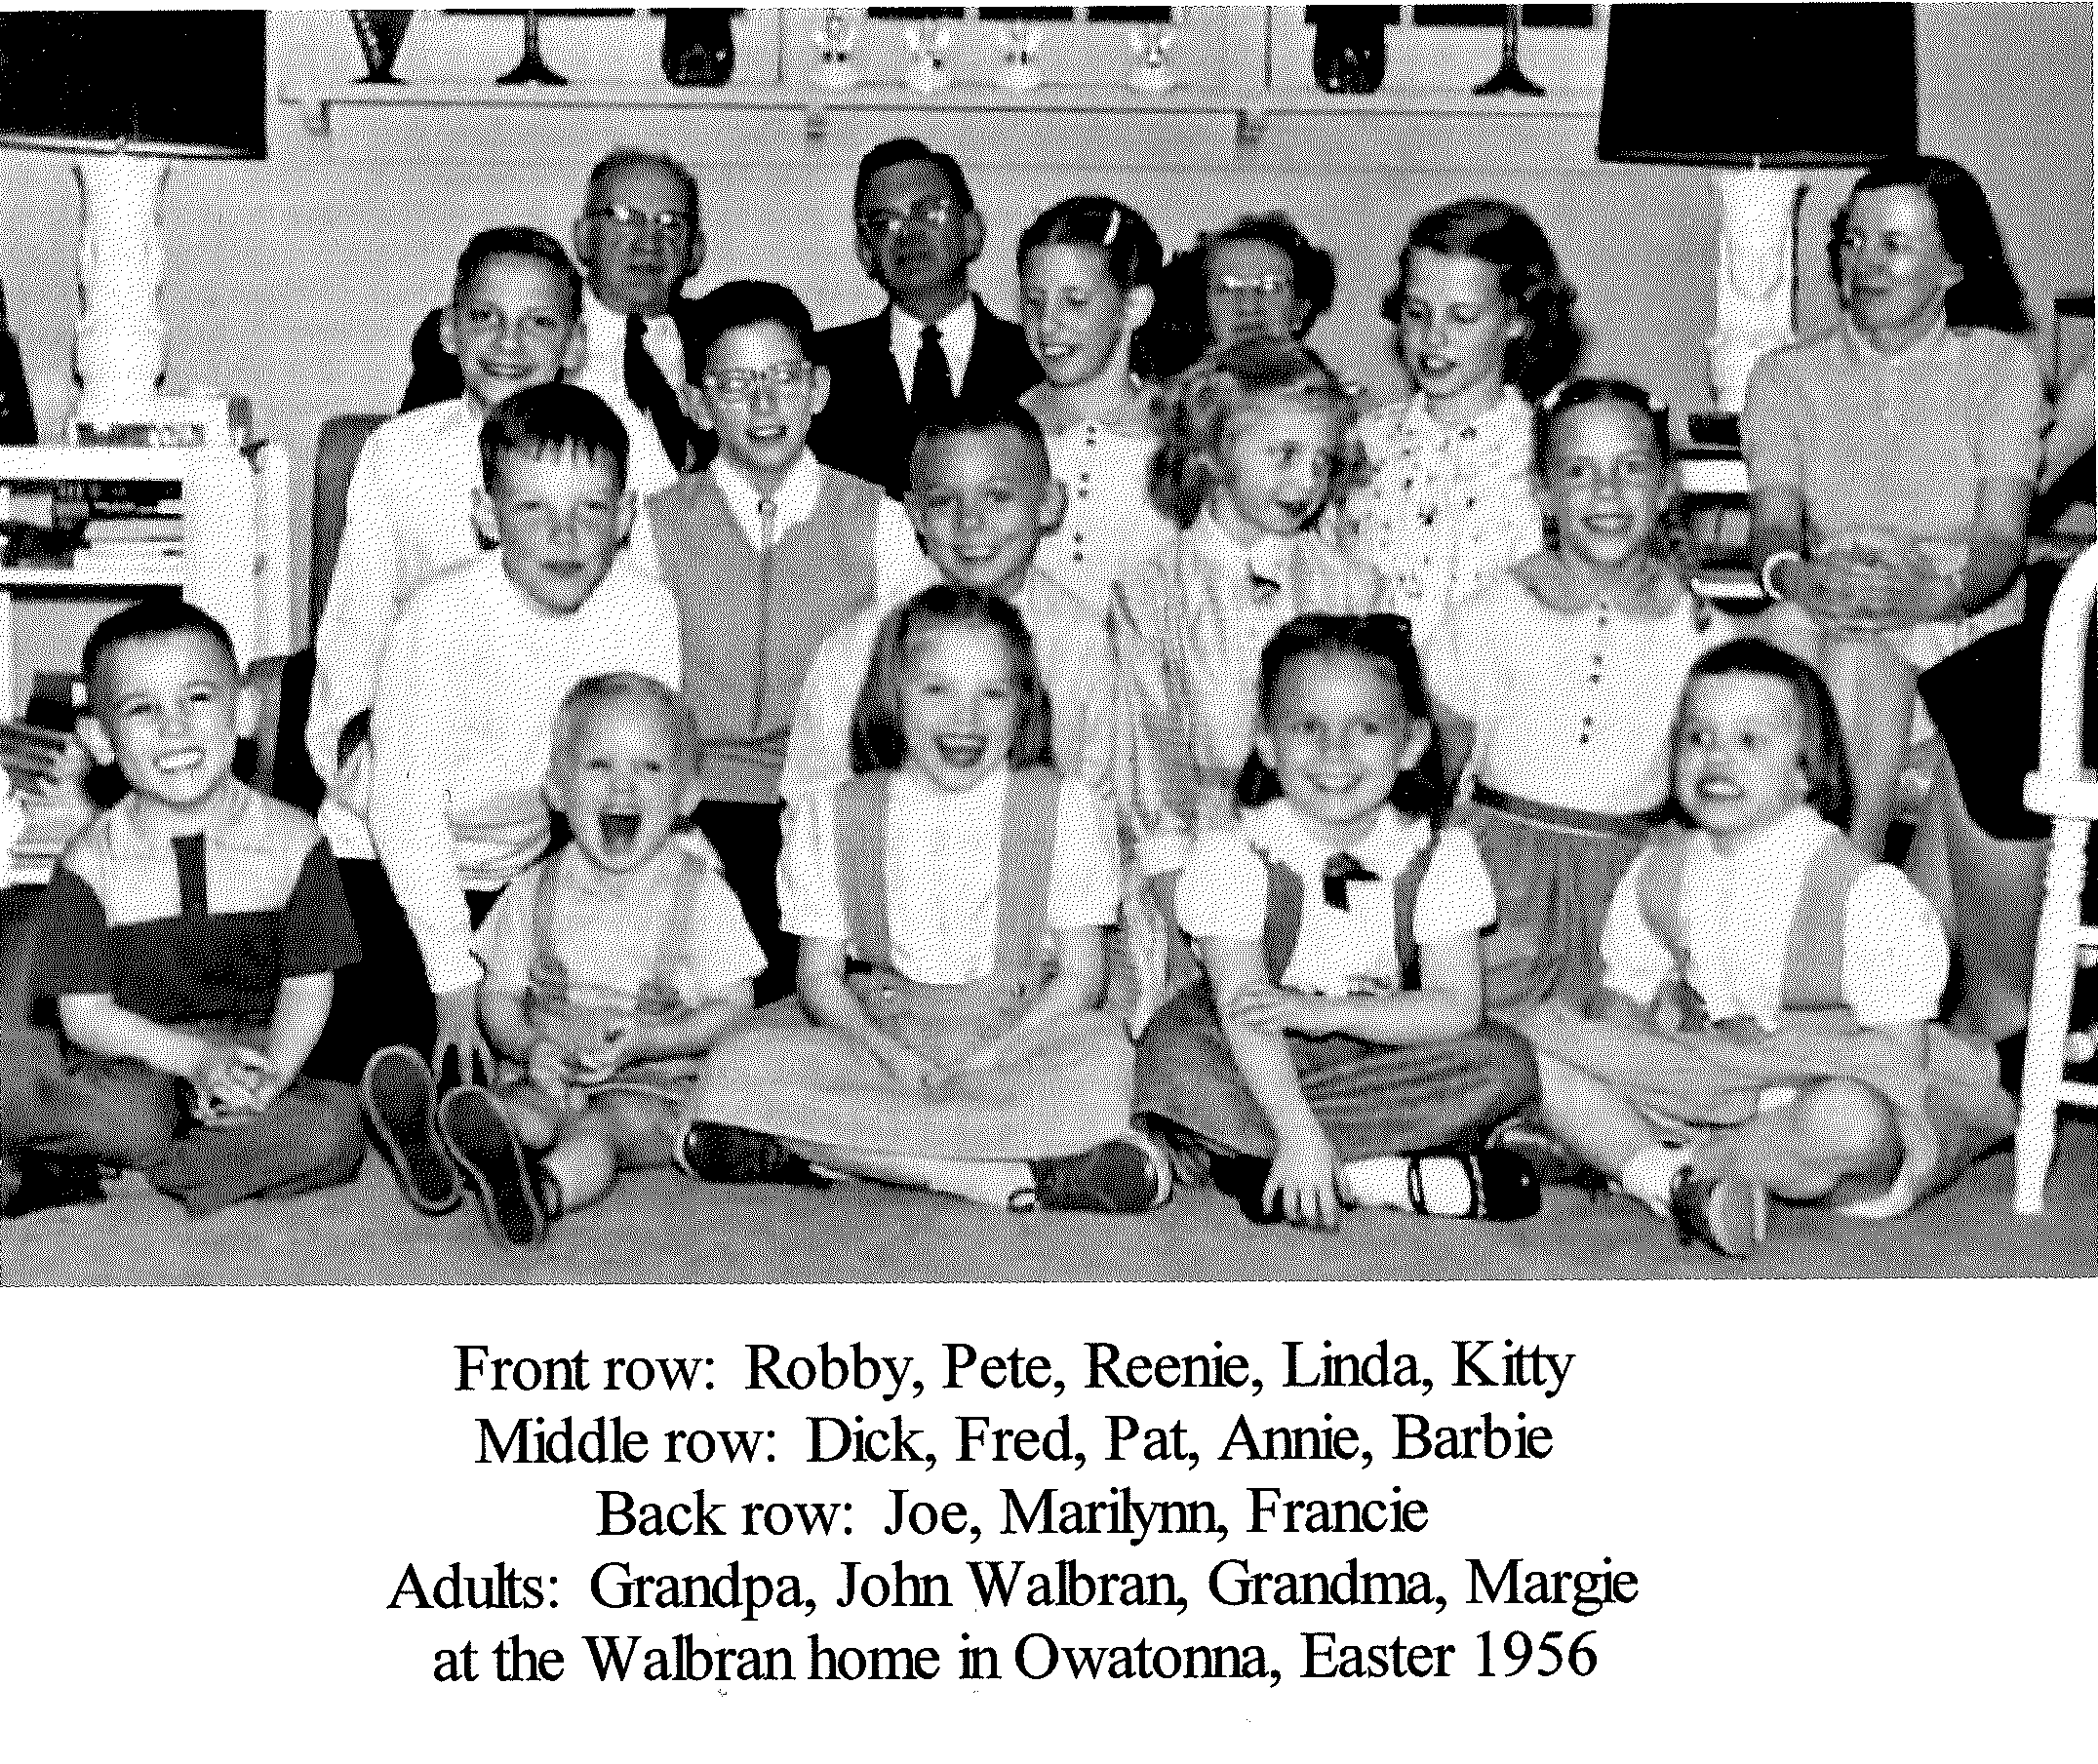 Front row: Robby, Pete, Reenie, Linda, Kitty
Middle row: Dick, Fred, Pat, Annie, Barbie
Back row: Joe, Marilynn, Francie
Adults: Grandpa, John Walbran, Grandma, Margie
at the Walbran home in Owatonna, Easter 1956